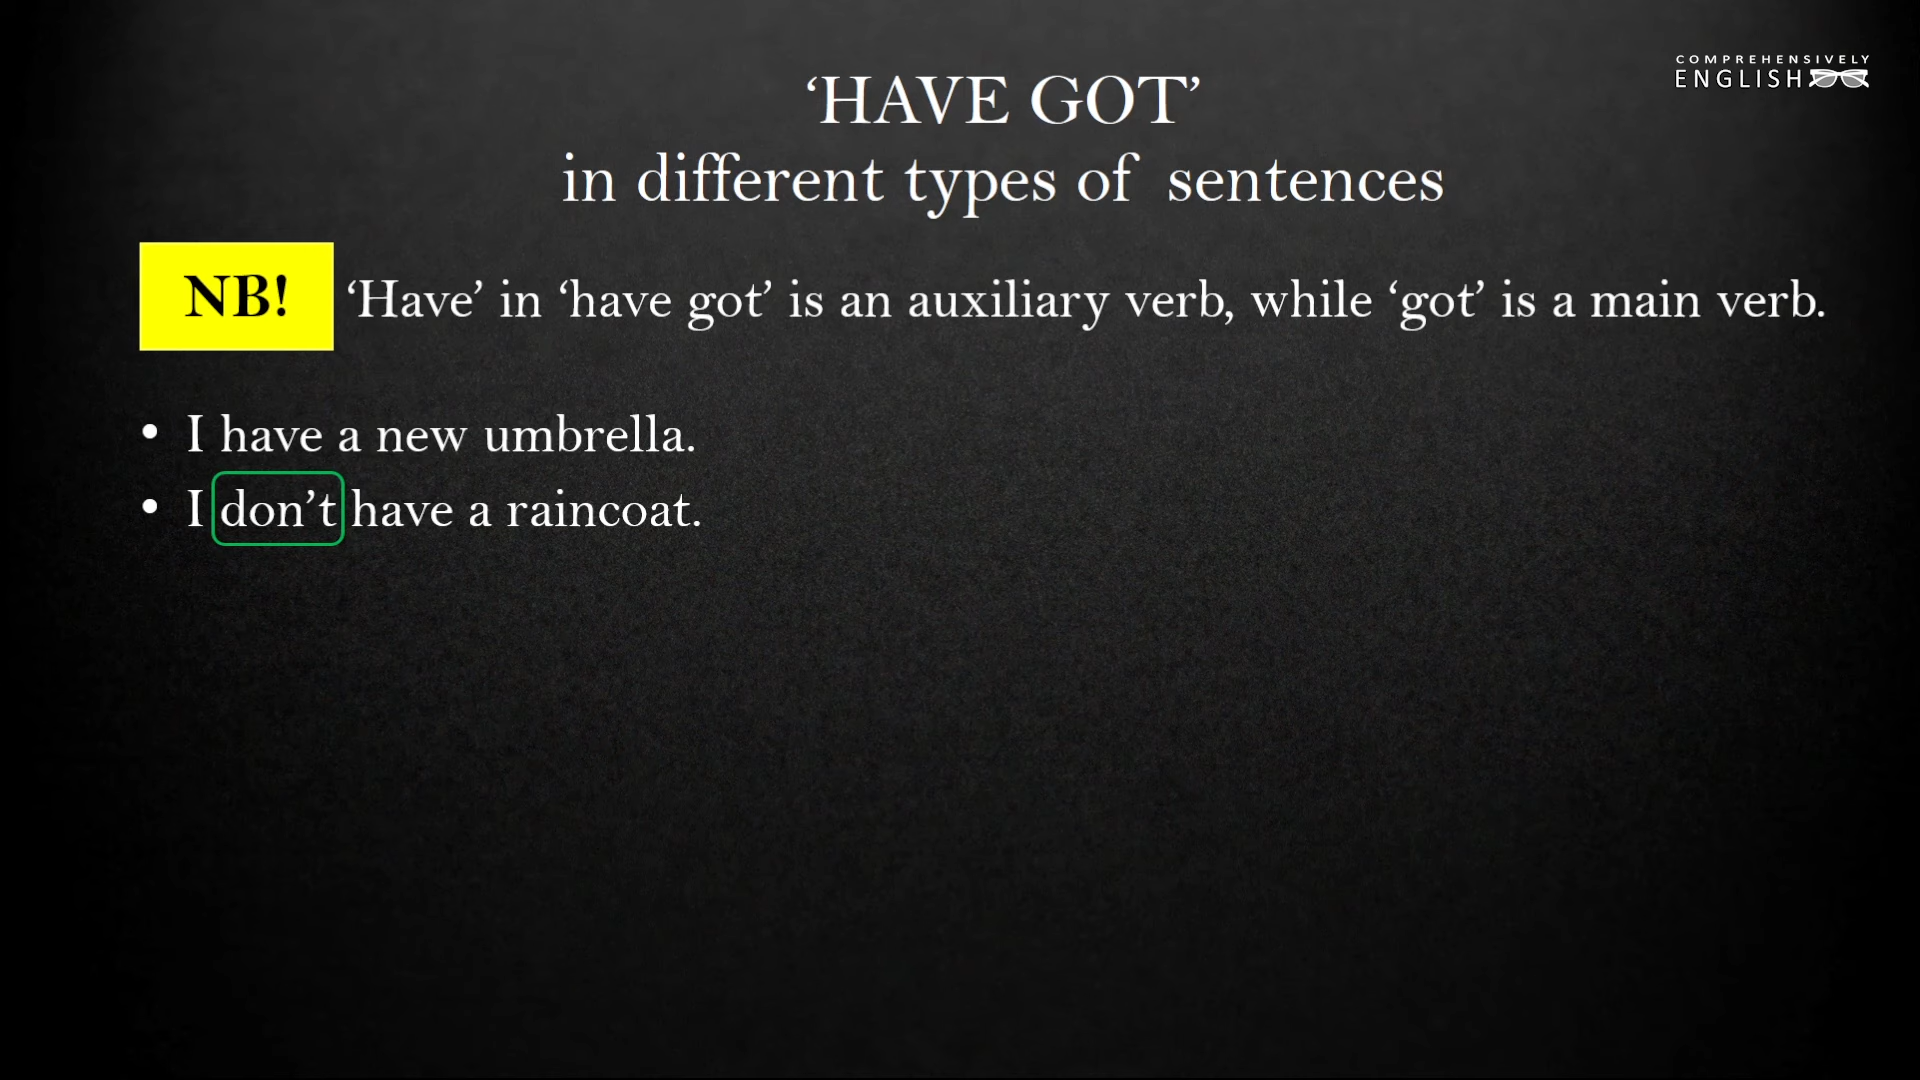 COMPREHENSIVELY
ENGLISH
‘HAVE GOT’
in different types of sentences
NB! ‘Have’ in ‘have got’ is an auxiliary verb, while ‘got’ is a main verb.
• I have a new umbrella.
• I don’t have a raincoat.